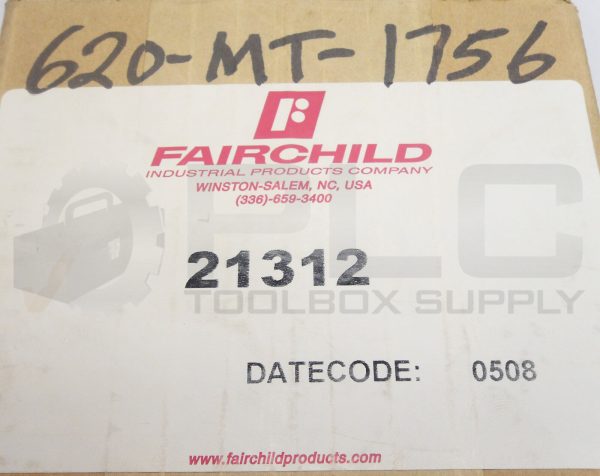 620-MT-1756
FAIRCHILD
INDUSTRIAL PRODUCTS COMPANY
WINSTON-SALEM, NC, USA
(336)-659-3400
PLC
21312
TOOLBOX SUPPLY
DATECODE: 0508
www.fairchildproducts.com